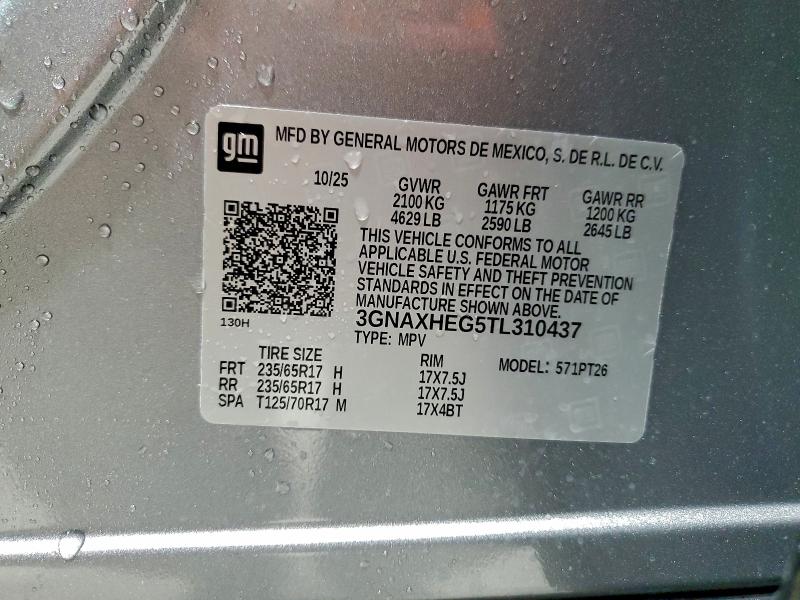 gm MFD BY GENERAL MOTORS DE MEXICO, S. DE R.L. DE C.V.
10/25 GVWR GAWR FRT GAWR RR
2100 KG 1175 KG 1200 KG
4629 LB 2590 LB 2645 LB
THIS VEHICLE CONFORMS TO ALL
APPLICABLE U.S. FEDERAL MOTOR
VEHICLE SAFETY AND THEFT PREVENTION
STANDARDS IN EFFECT ON THE DATE OF
MANUFACTURE SHOWN ABOVE.
130H
3GNAXHEG5TL310437
TYPE: MPV
TIRE SIZE RIM MODEL: 571PT26
FRT 235/65R17 H 17X7.5J
RR 235/65R17 H 17X7.5J
SPA T125/70R17 M 17X4BT